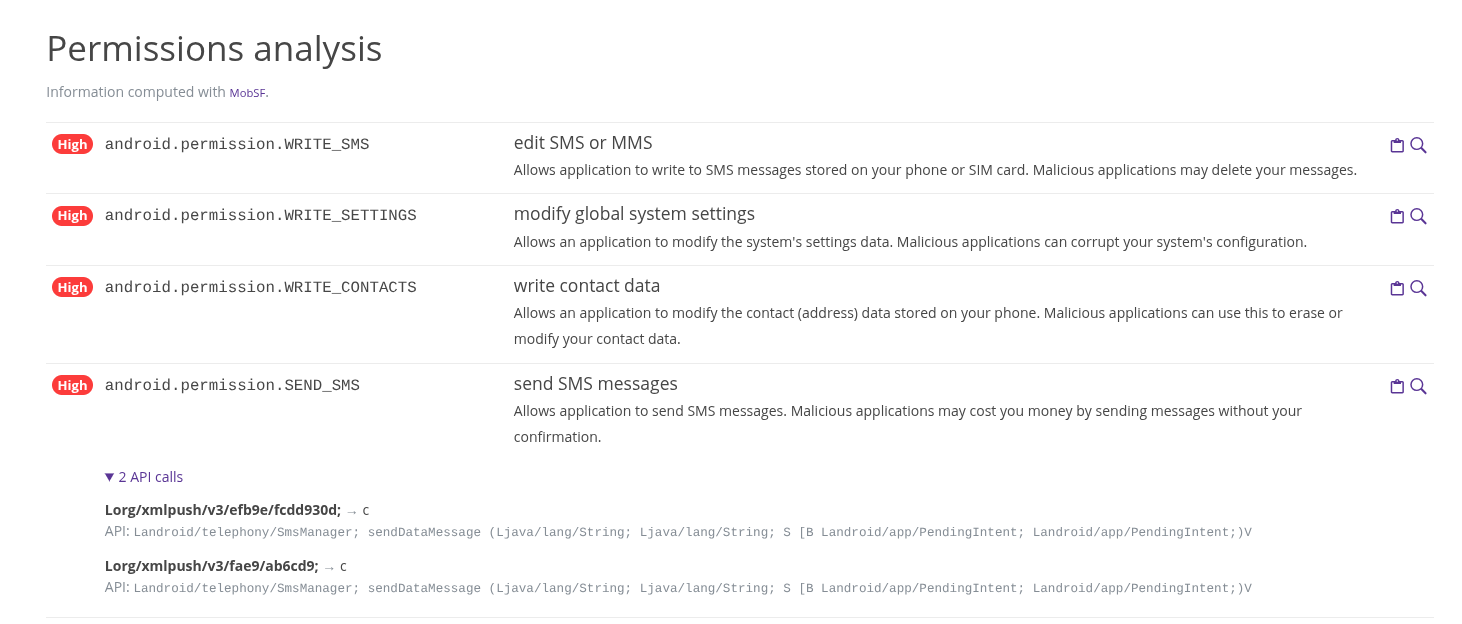 Permissions analysis
Information computed with MobSF.
High android.permission.WRITE_SMS edit SMS or MMS
Allows application to write to SMS messages stored on your phone or SIM card. Malicious applications may delete your messages.
High android.permission.WRITE_SETTINGS modify global system settings
Allows an application to modify the system's settings data. Malicious applications can corrupt your system's configuration.
High android.permission.WRITE_CONTACTS write contact data
Allows an application to modify the contact (address) data stored on your phone. Malicious applications can use this to erase or
modify your contact data.
High android.permission.SEND_SMS send SMS messages
Allows application to send SMS messages. Malicious applications may cost you money by sending messages without your
confirmation.
▼ 2 API calls
Lorg/xmlpush/v3/efb9e/fcdd930d; → c
API: Landroid/telephony/SmsManager; sendDataMessage (Ljava/lang/String; Ljava/lang/String; S [B Landroid/app/PendingIntent; Landroid/app/PendingIntent;)V
Lorg/xmlpush/v3/fae9/ab6cd9; → c
API: Landroid/telephony/SmsManager; sendDataMessage (Ljava/lang/String; Ljava/lang/String; S [B Landroid/app/PendingIntent; Landroid/app/PendingIntent;)V